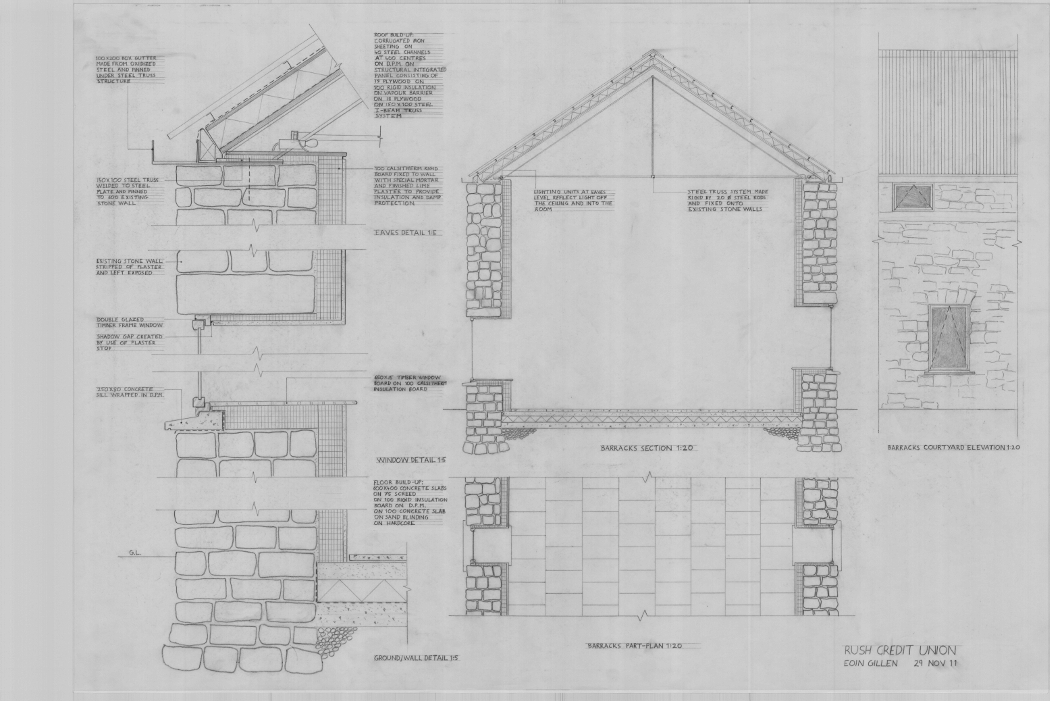 100X100 BOX GUTTER
MADE FROM OXIDIZED
STEEL AND PINNED
UNDER STEEL TRUSS
STRUCTURE
ROOF BUILD-UP:
CORRUGATED IRON
SHEETING ON
STEEL CHANNELS
AT 600 CENTRES
ON D.P.M. ON
STRUCTURAL INTEGRATED
PANEL CONSISTING OF
15 PLYWOOD ON
100 RIGID INSULATION
ON VAPOUR BARRIER
ON 15 PLYWOOD
ON 150X100 STEEL
I-BEAM TRUSS
SYSTEM
150X100 STEEL TRUSS
WELDED TO STEEL
PLATE AND PINNED
TO 600 EXISTING
STONE WALL
100 CALSITHERM RIGID
BOARD FIXED TO WALL
WITH SPECIAL MORTAR
AND FINISHED LIME
PLASTER TO PROVIDE
INSULATION AND DAMP
PROTECTION.
EAVES DETAIL 1:5
EXISTING STONE WALL
STRIPPED OF PLASTER
AND LEFT EXPOSED
DOUBLE GLAZED
TIMBER FRAME WINDOW
SHADOW GAP CREATED
BY USE OF PLASTER
STOP
250X80 CONCRETE
SILL WRAPPED IN D.P.M.
TIMBER WINDOW
BOARD ON 100 CALSITHERM
INSULATION BOARD
WINDOW DETAIL 1:5
FLOOR BUILD-UP:
600X600 CONCRETE SLABS
ON 75 SCREED
ON 100 RIGID INSULATION
BOARD ON D.P.M.
ON 100 CONCRETE SLAB
ON SAND BLINDING
ON HARDCORE
G.L.
GROUND/WALL DETAIL 1:5
LIGHTING UNITS AT EAVES
LEVEL REFLECT LIGHT OFF
THE CEILING AND INTO THE
ROOM
STEEL TRUSS SYSTEM MADE
RIGID BY 20 Ø STEEL RODS
AND FIXED ONTO
EXISTING STONE WALLS
BARRACKS SECTION 1:20
BARRACKS COURTYARD ELEVATION 1:20
BARRACKS PART-PLAN 1:20
RUSH CREDIT UNION
EOIN GILLEN 29 NOV 11